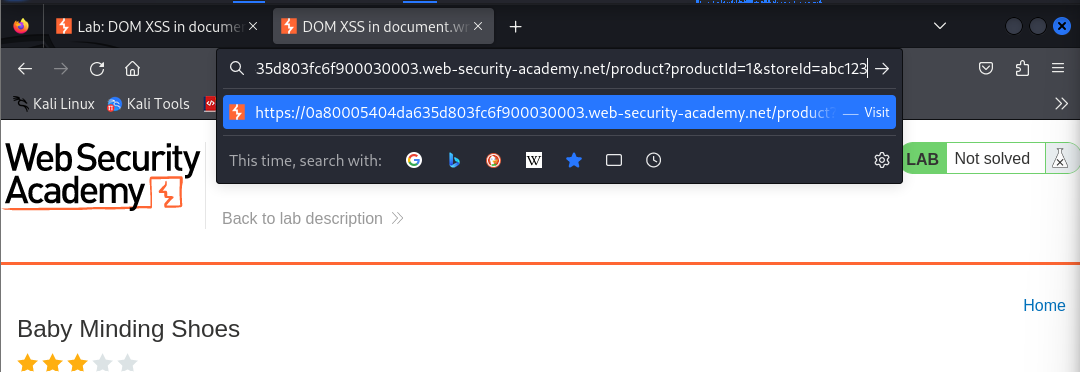 Lab: DOM XSS in documen
DOM XSS in document.wr
35d803fc6f900030003.web-security-academy.net/product?productId=1&storeId=abc123
Kali Linux
Kali Tools
https://0a80005404da635d803fc6f900030003.web-security-academy.net/product? — Visit
This time, search with:
Web Security
Academy
LAB Not solved
Back to lab description
Home
Baby Minding Shoes